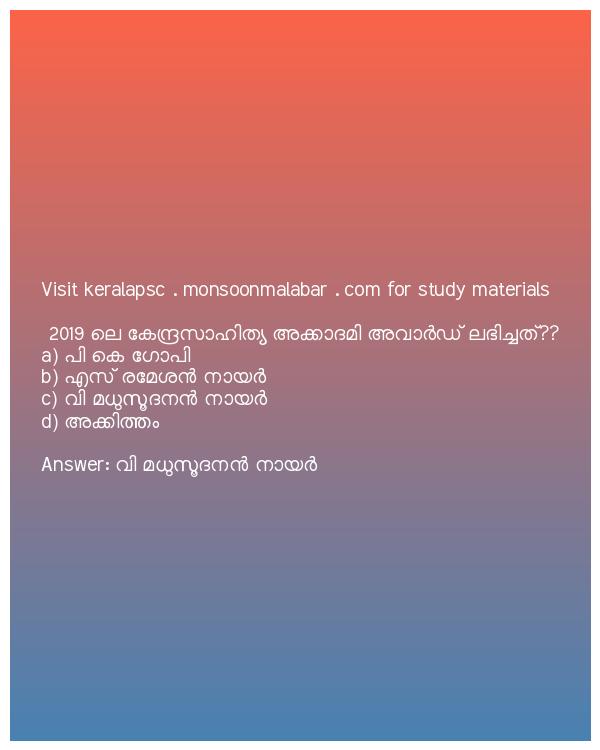 Visit keralapsc . monsoonmalabar . com for study materials
2019 ലെ കേന്ദ്രസാഹിത്യ അക്കാദമി അവാർഡ് ലഭിച്ചത്??
a) പി കെ ഗോപി
b) എസ് രമേശൻ നായർ
c) വി മധുസൂദനൻ നായർ
d) അക്കിത്തം
Answer: വി മധുസൂദനൻ നായർ